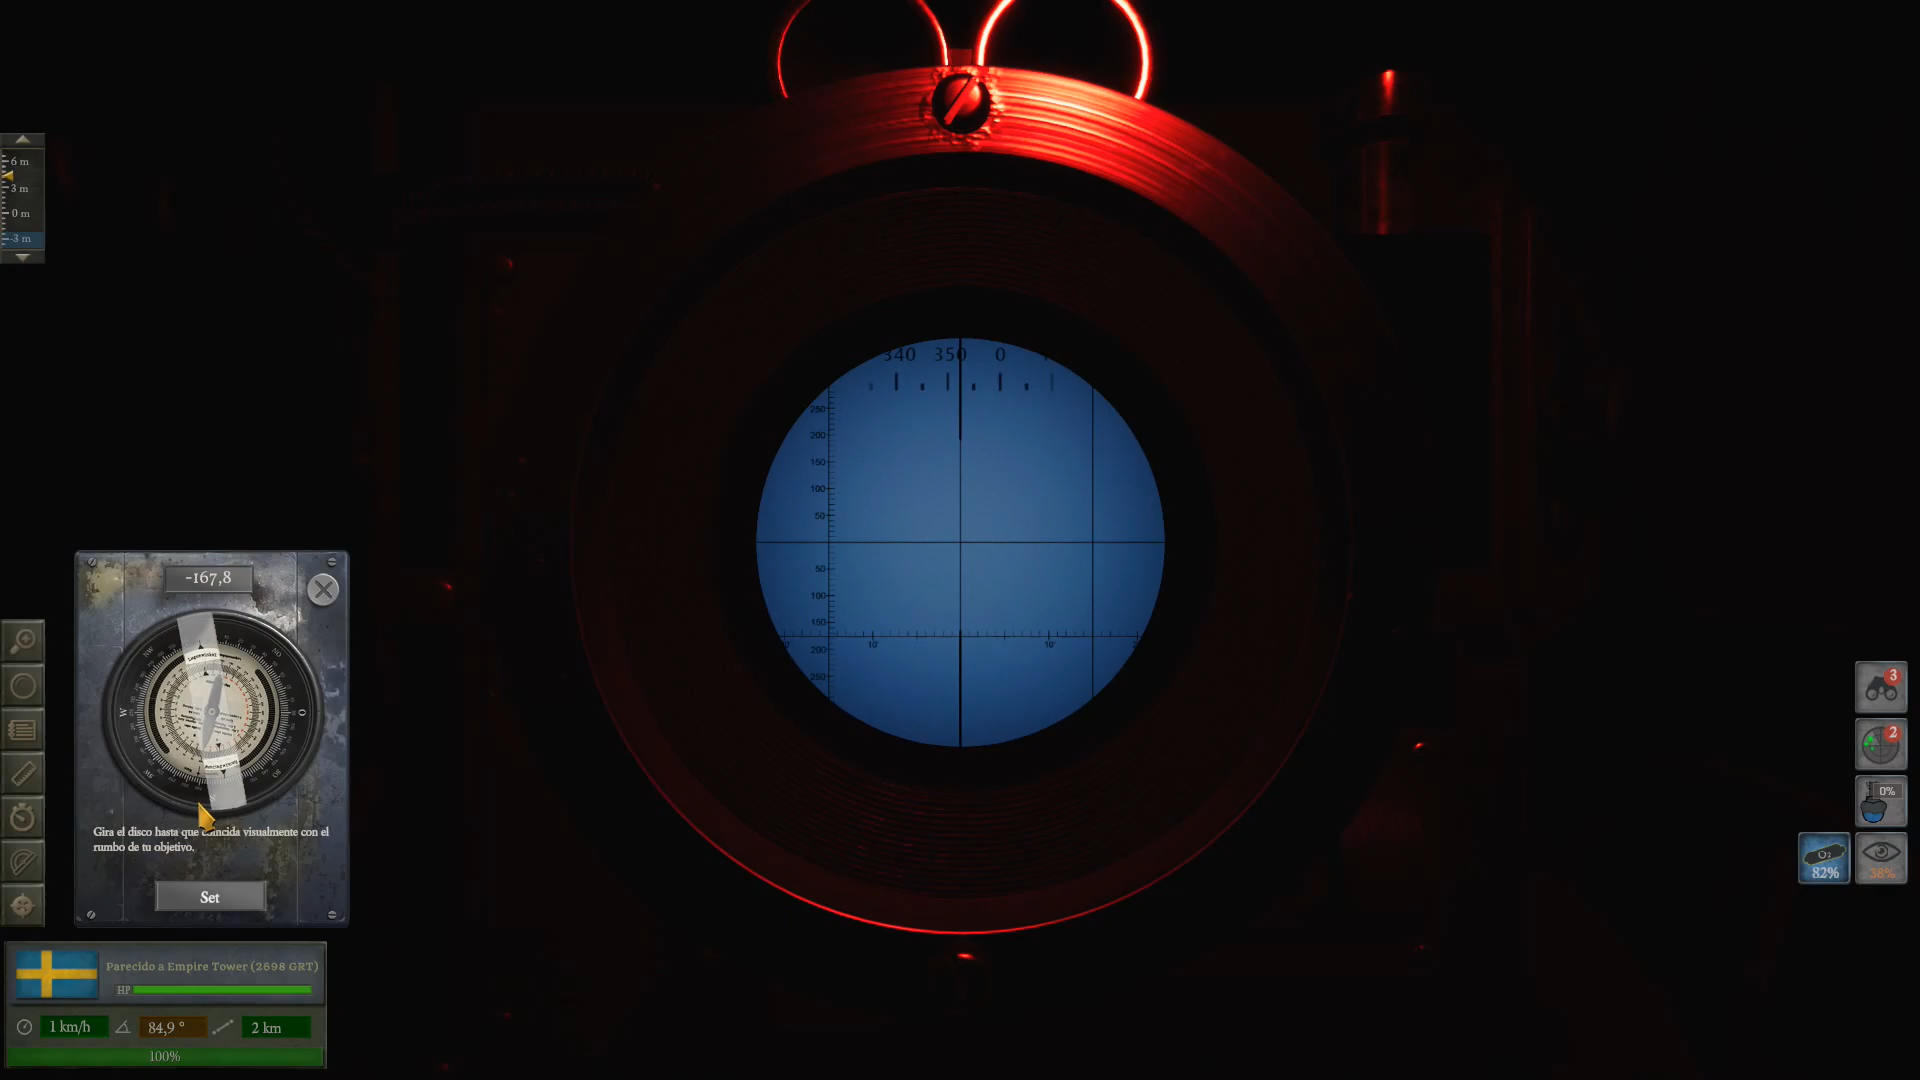 6 m
3 m
0 m
-3 m
340 350 0
250
200
150
100
50
50
100
150
200
250
10'
10'
-167,8
W
O
Gira el disco hasta que coincida visualmente con el
rumbo de tu objetivo.
Set
Parecido a Empire Tower (2698 GRT)
HP
1 km/h
84,9 °
2 km
100%
3
2
0%
O2
82%
38%